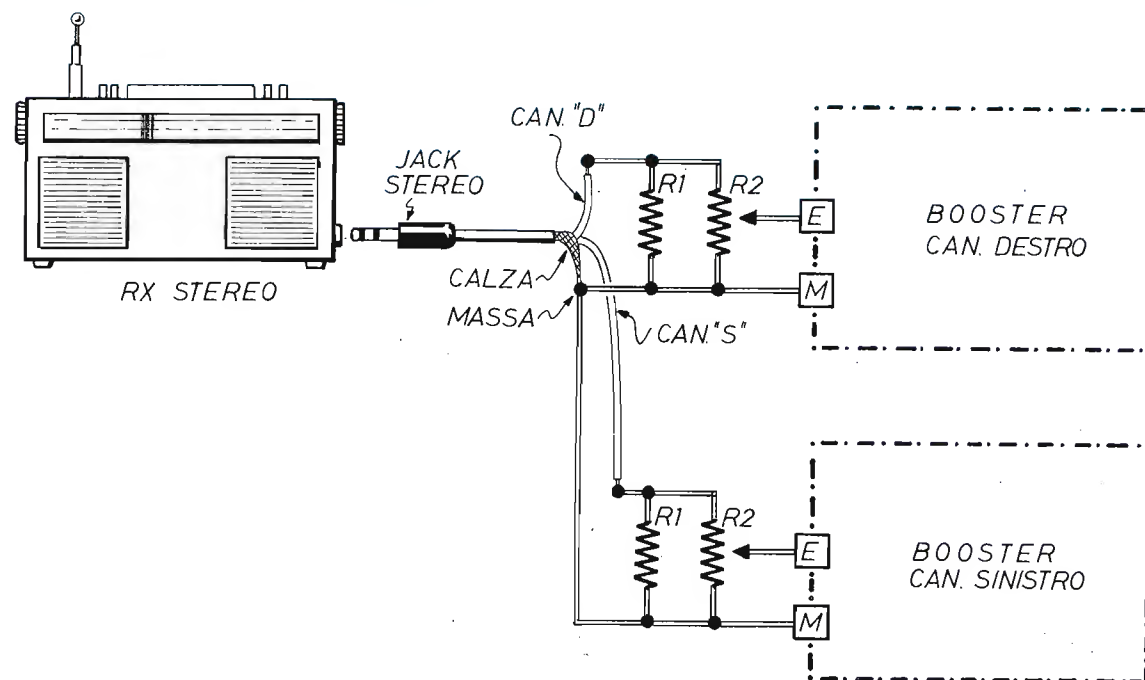 CAN. "D"
JACK
STEREO
R1
R2
E
BOOSTER
CAN. DESTRO
CALZA
M
RX STEREO
MASSA
CAN. "S"
R1
R2
E
BOOSTER
CAN. SINISTRO
M